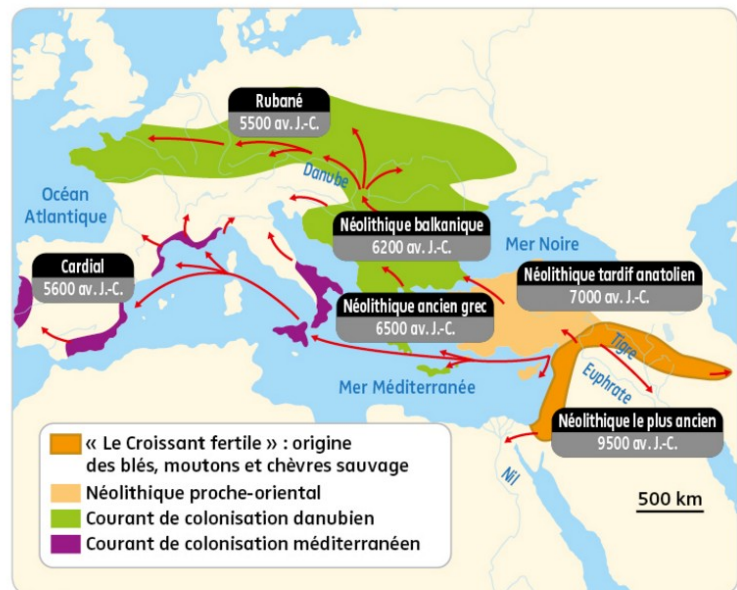 Rubané
5500 av. J.-C.
Danube
Océan
Atlantique
Néolithique balkanique
6200 av. J.-C.
Mer Noire
Cardial
5600 av. J.-C.
Néolithique tardif anatolien
7000 av. J.-C.
Néolithique ancien grec
6500 av. J.-C.
Tigre
Euphrate
Mer Méditerranée
Néolithique le plus ancien
9500 av. J.-C.
Nil
500 km
« Le Croissant fertile » : origine
des blés, moutons et chèvres sauvage
Néolithique proche-oriental
Courant de colonisation danubien
Courant de colonisation méditerranéen